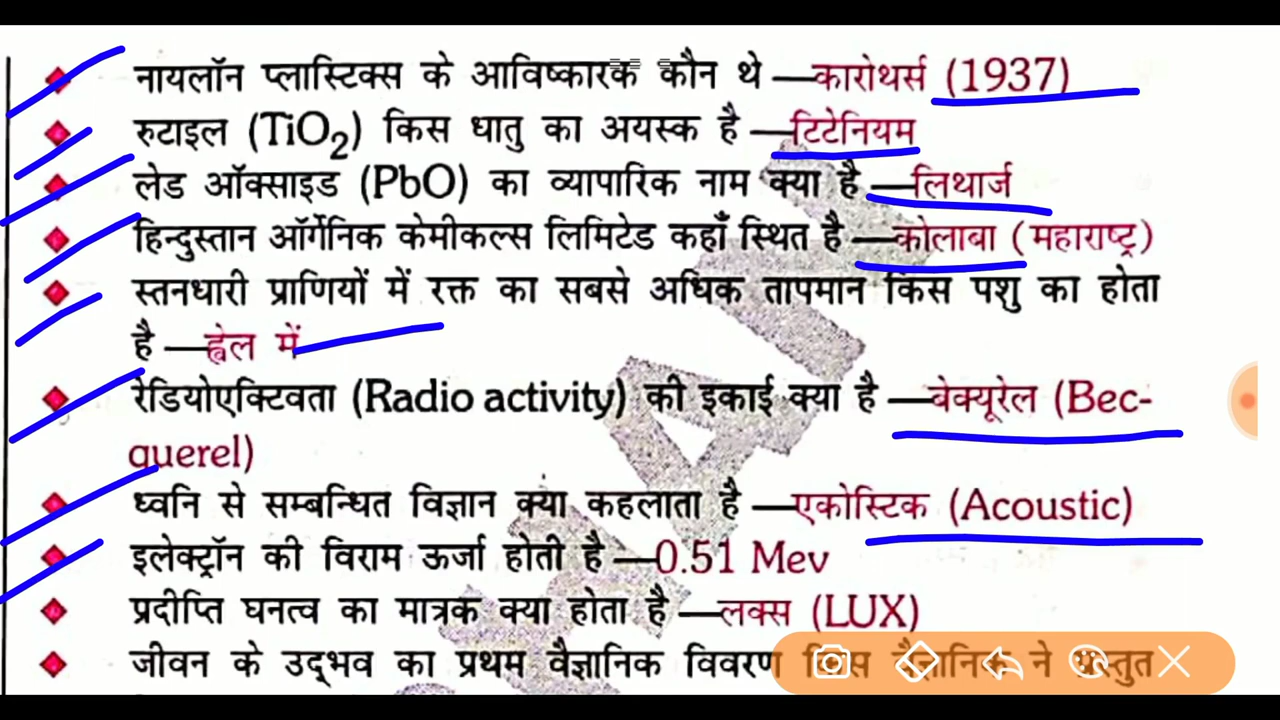 नायलॉन प्लास्टिक्स के आविष्कारक कौन थे —कारोथर्स (1937)
रुटाइल (TiO₂) किस धातु का अयस्क है —टिटेनियम
लेड ऑक्साइड (PbO) का व्यापारिक नाम क्या है —लिथार्ज
हिन्दुस्तान ऑर्गेनिक केमीकल्स लिमिटेड कहाँ स्थित है —कोलाबा (महाराष्ट्र)
स्तनधारी प्राणियों में रक्त का सबसे अधिक तापमान किस पशु का होता
है —ह्वेल में
रेडियोएक्टिवता (Radio activity) की इकाई क्या है —बेक्यूरेल (Bec-
querel)
ध्वनि से सम्बन्धित विज्ञान क्या कहलाता है —एकोस्टिक (Acoustic)
इलेक्ट्रॉन की विराम ऊर्जा होती है —0.51 Mev
प्रदीप्ति घनत्व का मात्रक क्या होता है —लक्स (LUX)
जीवन के उद्भव का प्रथम वैज्ञानिक विवरण किस वैज्ञानिक ने प्रस्तुत